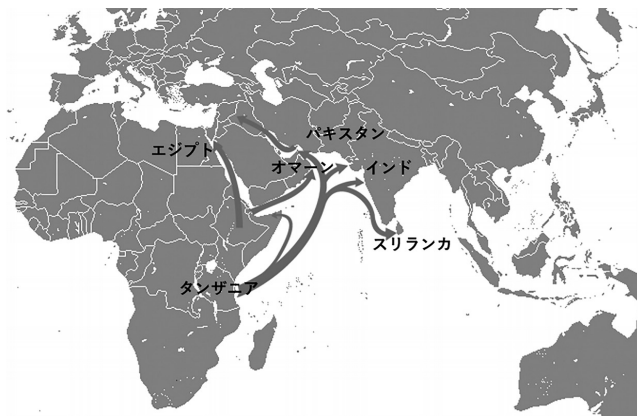 パキスタン
エジプト
オマーン
インド
スリランカ
タンザニア